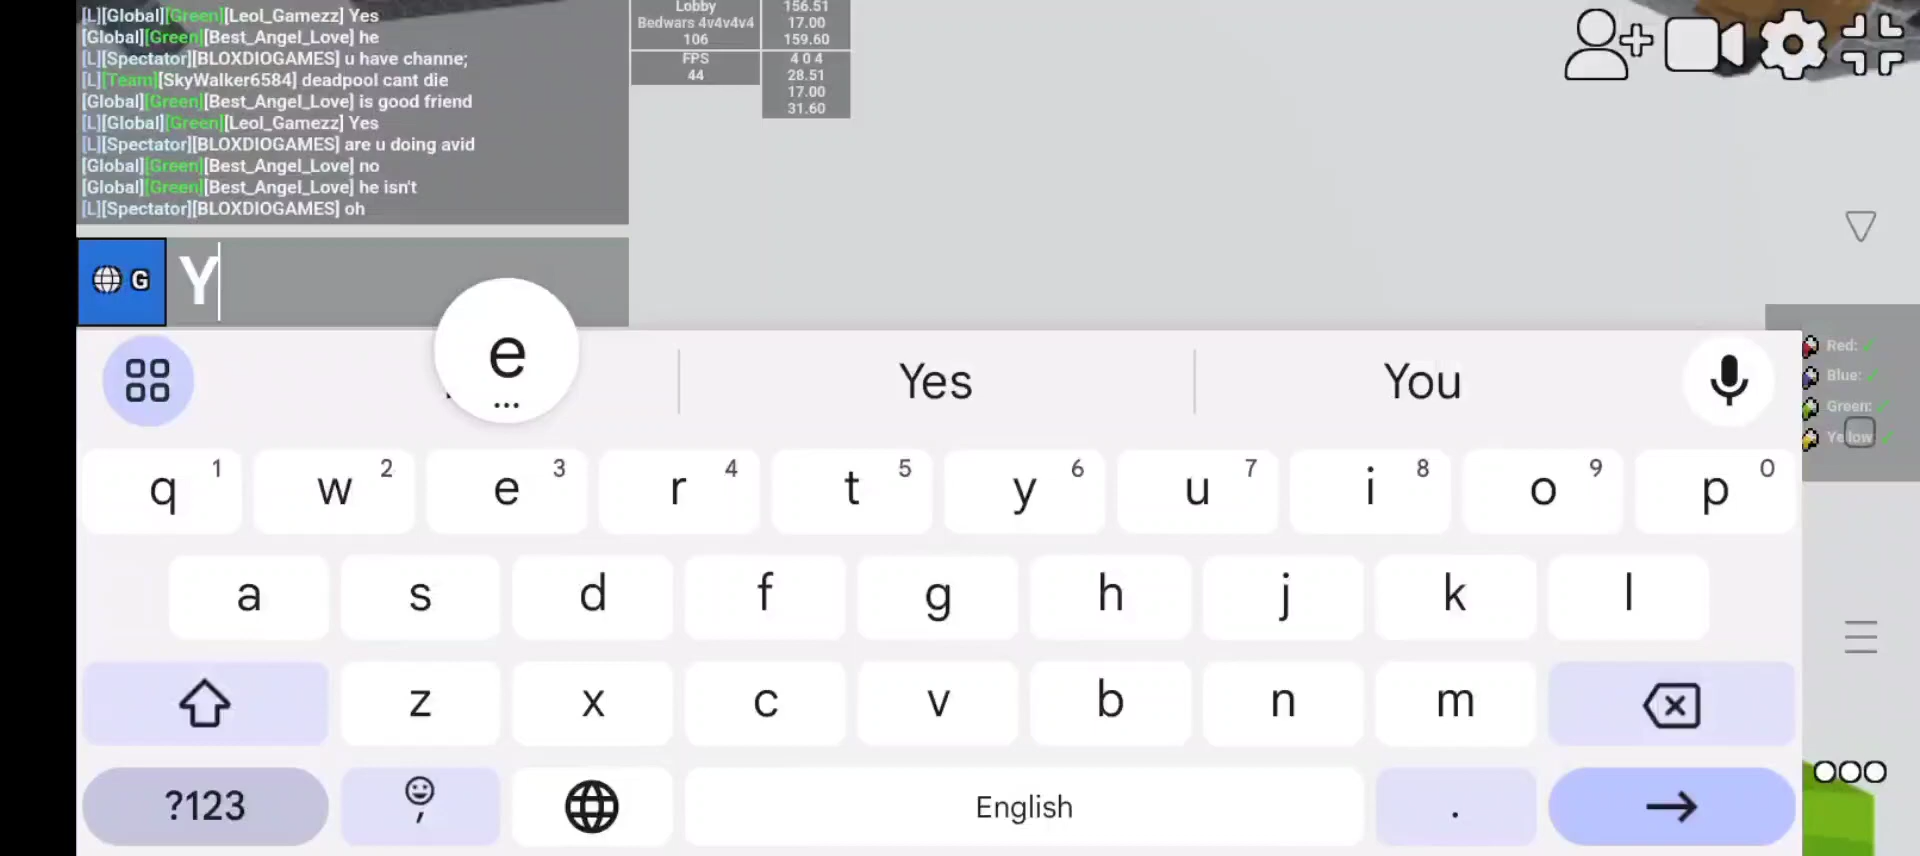 [L][Global][Green][Leol_Gamezz] Yes
[Global][Green][Best_Angel_Love] he
[L][Spectator][BLOXDIOGAMES] u have channe;
[L][Team][SkyWalker6584] deadpool cant die
[Global][Green][Best_Angel_Love] is good friend
[L][Global][Green][Leol_Gamezz] Yes
[L][Spectator][BLOXDIOGAMES] are u doing avid
[Global][Green][Best_Angel_Love] no
[Global][Green][Best_Angel_Love] he isn't
[L][Spectator][BLOXDIOGAMES] oh
Lobby
Bedwars 4v4v4v4
106
FPS
44
156.51
17.00
159.60
4 0 4
28.51
17.00
31.60
G Y
Red: ✓
Blue: ✓
Green: ✓
Yellow: ✓
e
...
Yes You
q 1 w 2 e 3 r 4 t 5 y 6 u 7 i 8 o 9 p 0
a s d f g h j k l
z x c v b n m
?123 , English .